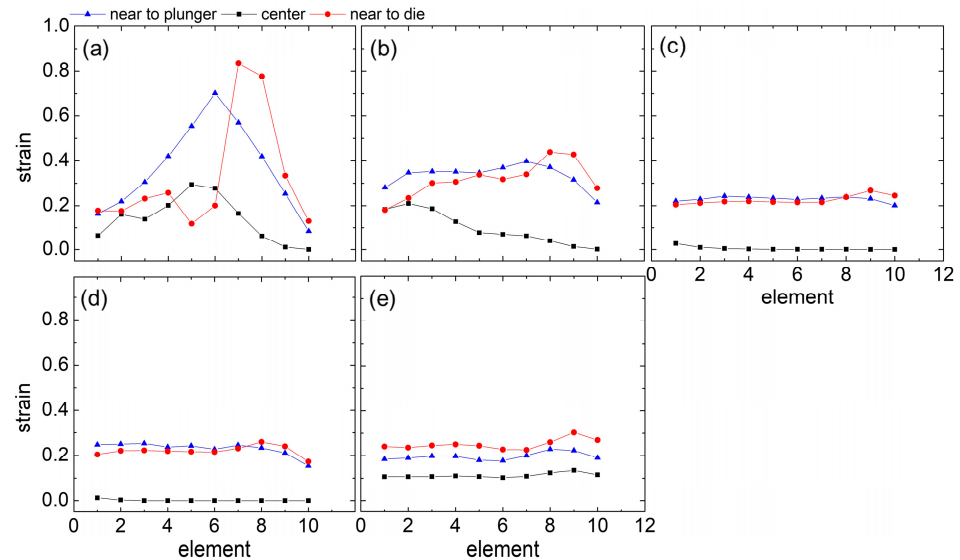 near to plunger center near to die
(a) (b) (c)
1.0
0.8
0.6
0.4
0.2
0.0
strain
0 2 4 6 8 10 12
element
(d) (e)
0.8
0.6
0.4
0.2
0.0
strain
0 2 4 6 8 10 0 2 4 6 8 10 12
element element